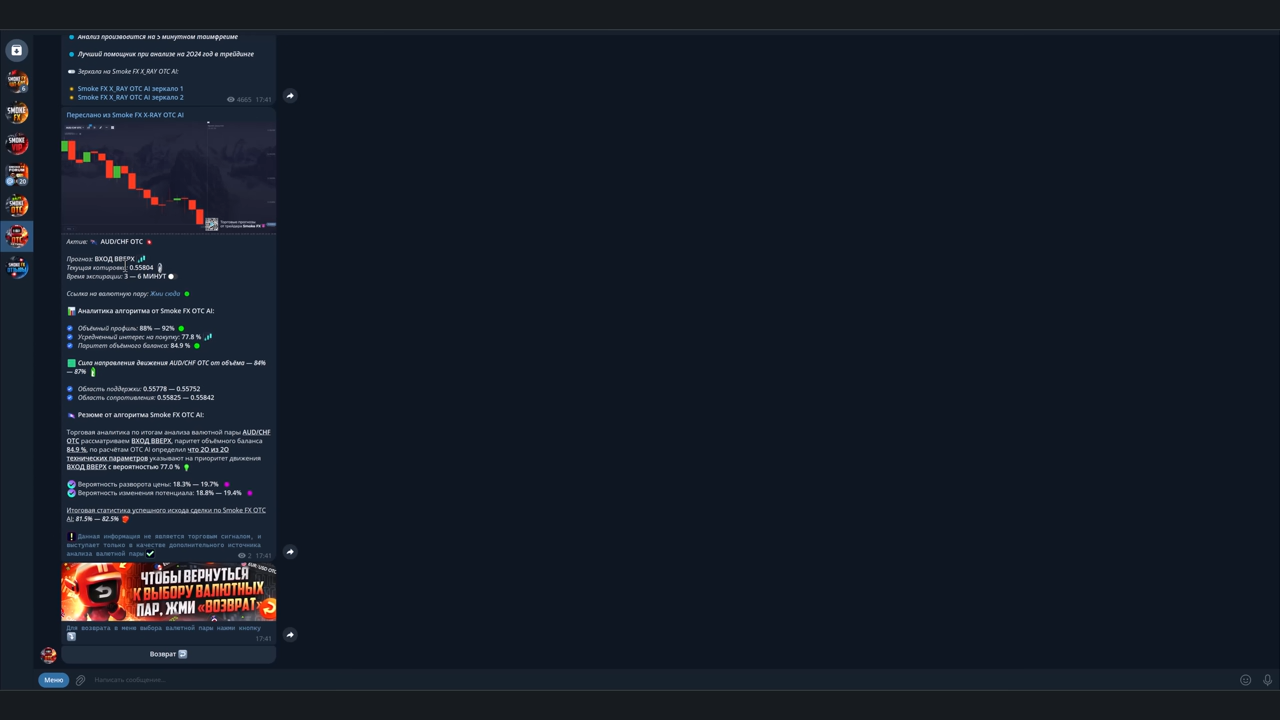 Анализ производится на 5 минутном таймфрейме
Лучший помощник при анализе на 2024 год в трейдинге
Зеркала на Smoke FX X_RAY OTC AI:
Smoke FX X_RAY OTC AI зеркало 1
Smoke FX X_RAY OTC AI зеркало 2
4665 17:41
Переслано из Smoke FX X-RAY OTC Ai
Торговые прогнозы
от трейдера Smoke FX
Актив: AUD/CHF OTC
Прогноз: ВХОД ВВЕРХ
Текущая котировка: 0.55804
Время экспирации: 3 — 6 МИНУТ
Ссылка на валютную пару: Жми сюда
Аналитика алгоритма от Smoke FX OTC AI:
Объёмный профиль: 88% — 92%
Усредненный интерес на покупку: 77.8 %
Паритет объёмного баланса: 84.9 %
Сила направления движения AUD/CHF OTC от объёма — 84%
— 87%
Область поддержки: 0.55778 — 0.55752
Область сопротивления: 0.55825 — 0.55842
Резюме от алгоритма Smoke FX OTC AI:
Торговая аналитика по итогам анализа валютной пары AUD/CHF
OTC рассматриваем ВХОД ВВЕРХ, паритет объёмного баланса
84.9 %, по расчётам OTC AI определил что 2О из 2О
технических параметров указывают на приоритет движения
ВХОД ВВЕРХ с вероятностью 77.0 %
Вероятность разворота цены: 18.3% — 19.7%
Вероятность изменения потенциала: 18.8% — 19.4%
Итоговая статистика успешного исхода сделки по Smoke FX OTC
AI: 81.5% — 82.5%
Данная информация не является торговым сигналом, и
выступает только в качестве дополнительного источника
анализа валютной пары
2 17:41
ЧТОБЫ ВЕРНУТЬСЯ
К ВЫБОРУ ВАЛЮТНЫХ
ПАР, ЖМИ «ВОЗВРАТ»
Для возврата в меню выбора валютной пары нажми кнопку
17:41
Возврат
Меню
Написать сообщение...
6
20